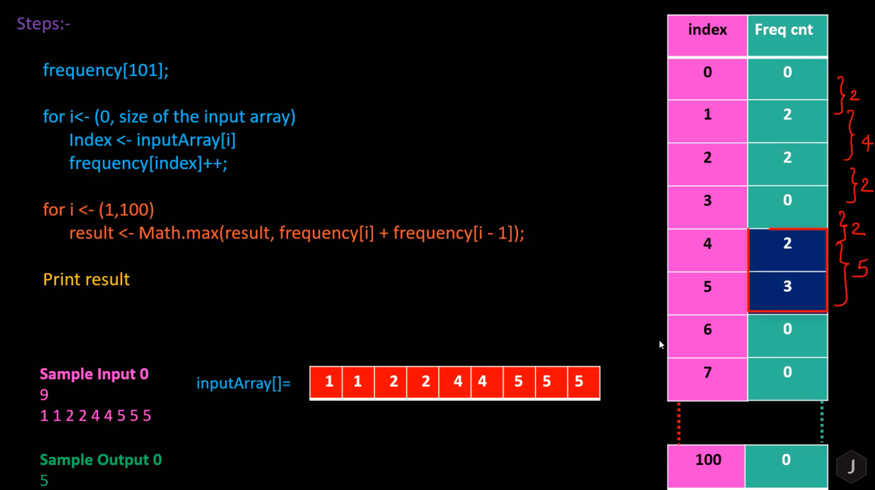 Steps:-
frequency[101];
for i<- (0, size of the input array)
Index <- inputArray[i]
frequency[index]++;
for i <- (1,100)
result <- Math.max(result, frequency[i] + frequency[i - 1]);
Print result
Sample Input 0
9
1 1 2 2 4 4 5 5 5
Sample Output 0
5
inputArray[]=
1 1 2 2 4 4 5 5 5
index Freq cnt
0 0
1 2
2 2
3 0
4 2
5 3
6 0
7 0
100 0
2
4
2
2
5
J